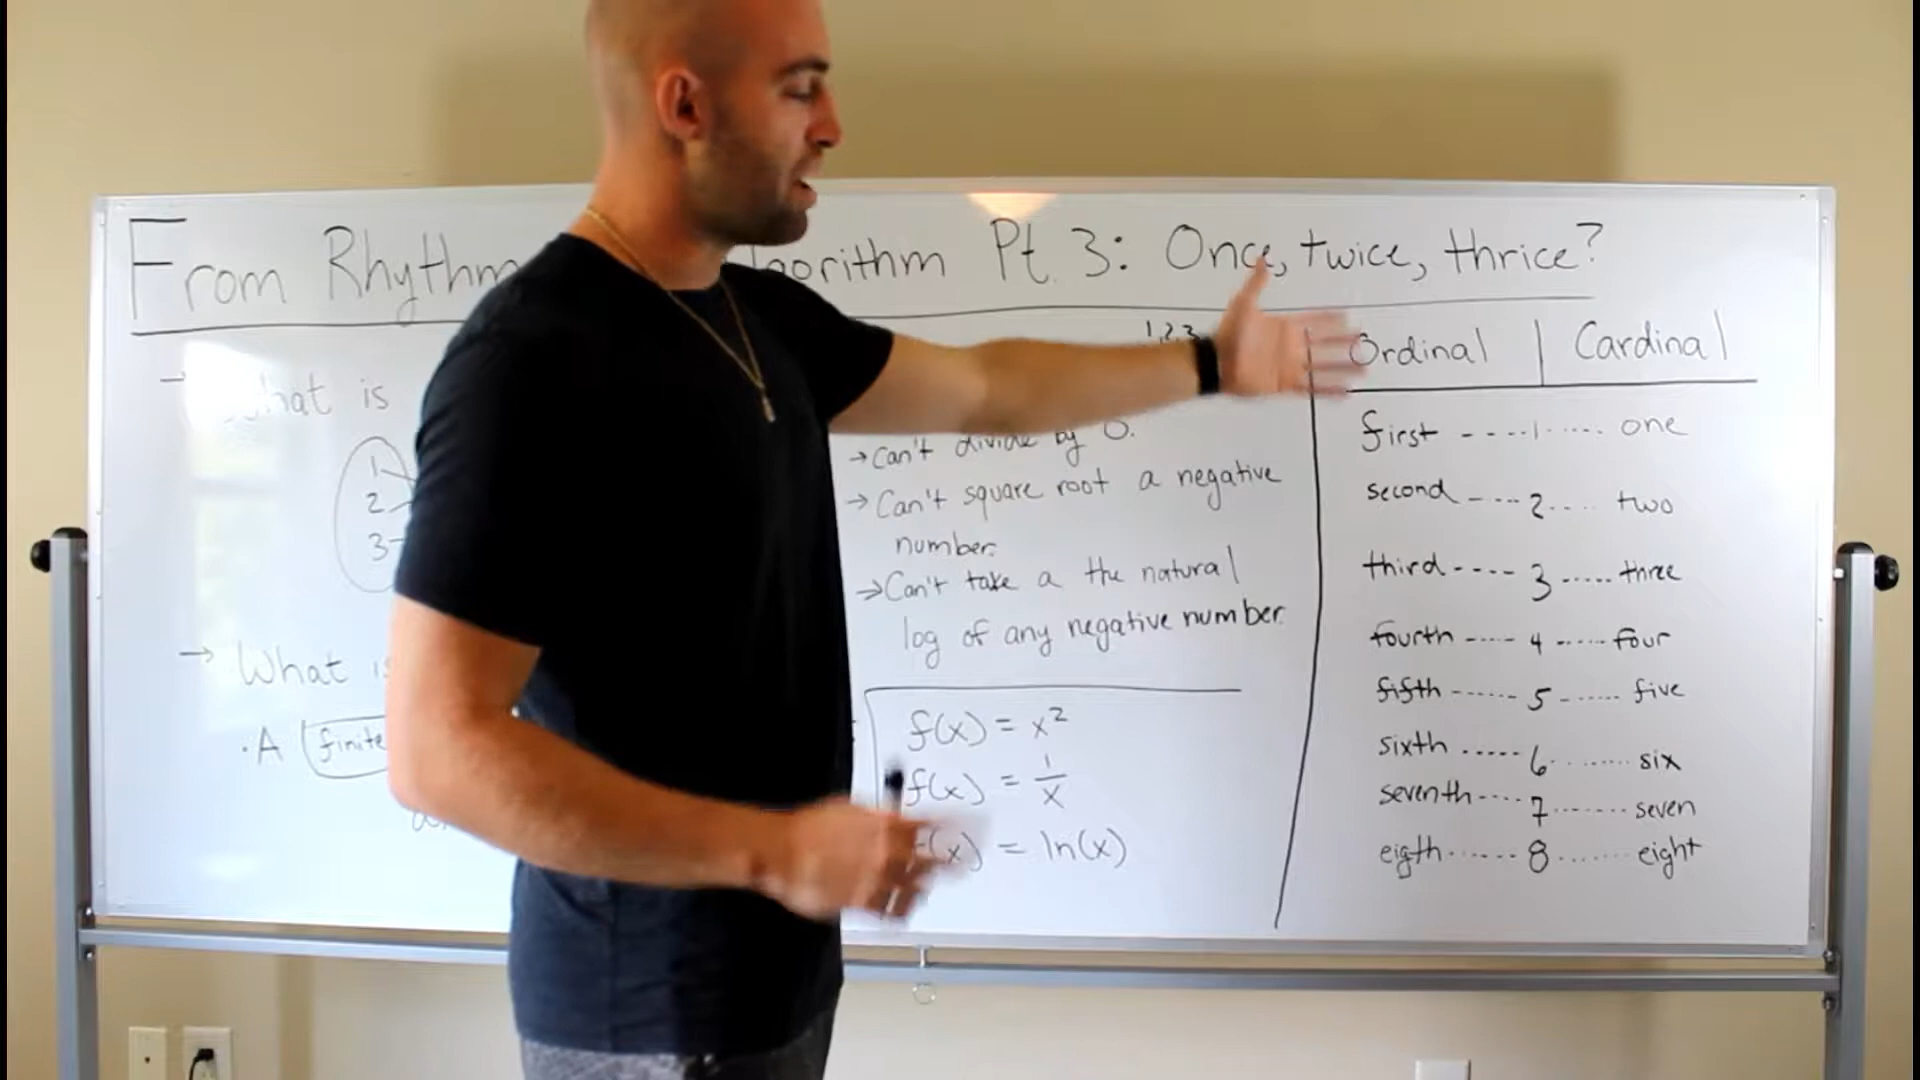 From Rhythm gorithm Pt. 3: Once, twice, thrice?
→ What is
1
2
3
→ What is
· A finite
1, 2, 3
→ Can't divide by 0.
→ Can't square root a negative
number.
→ Can't take a the natural
log of any negative number.
f(x) = x²
f(x) = 1/x
f(x) = ln(x)
Ordinal | Cardinal
first ----1----- one
second ----2.... two
third ---- 3 ..... three
fourth ----- 4 ----- four
fifth ------ 5 ------ five
sixth ..... 6 ....... six
seventh ---- 7 ....... seven
eigth ...... 8 ....... eight